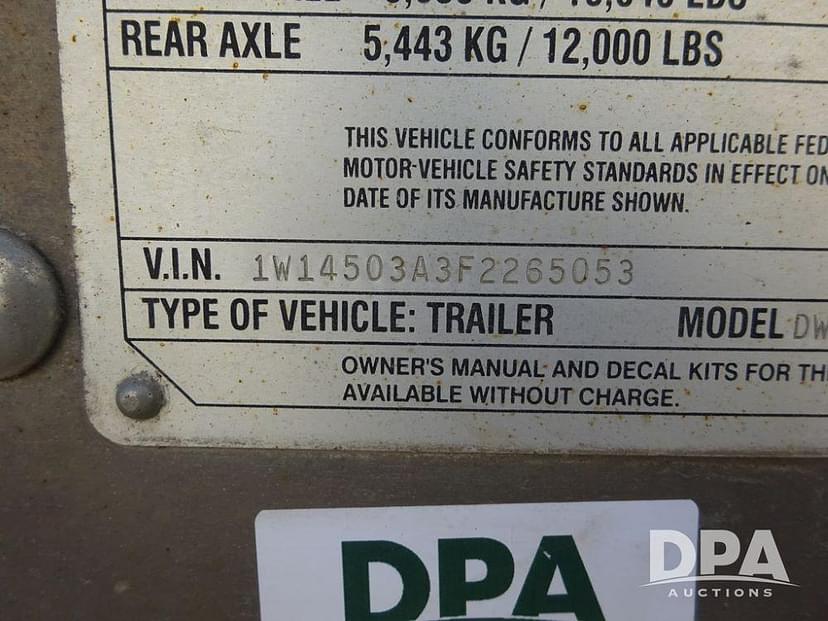 REAR AXLE 5,443 KG / 12,000 LBS
THIS VEHICLE CONFORMS TO ALL APPLICABLE FED
MOTOR-VEHICLE SAFETY STANDARDS IN EFFECT ON
DATE OF ITS MANUFACTURE SHOWN.
V.I.N. 1W14503A3F2265053
TYPE OF VEHICLE: TRAILER MODEL DW
OWNER'S MANUAL AND DECAL KITS FOR TH
AVAILABLE WITHOUT CHARGE.
DPA
DPA
AUCTIONS